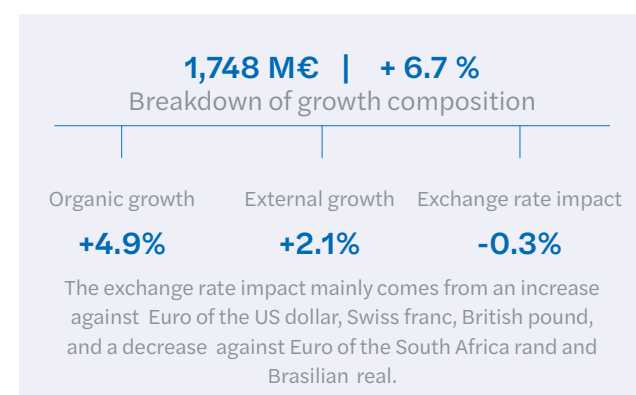 1,748 M€ | + 6.7 %
Breakdown of growth composition
Organic growth External growth Exchange rate impact
+4.9% +2.1% -0.3%
The exchange rate impact mainly comes from an increase
against Euro of the US dollar, Swiss franc, British pound,
and a decrease against Euro of the South Africa rand and
Brasilian real.